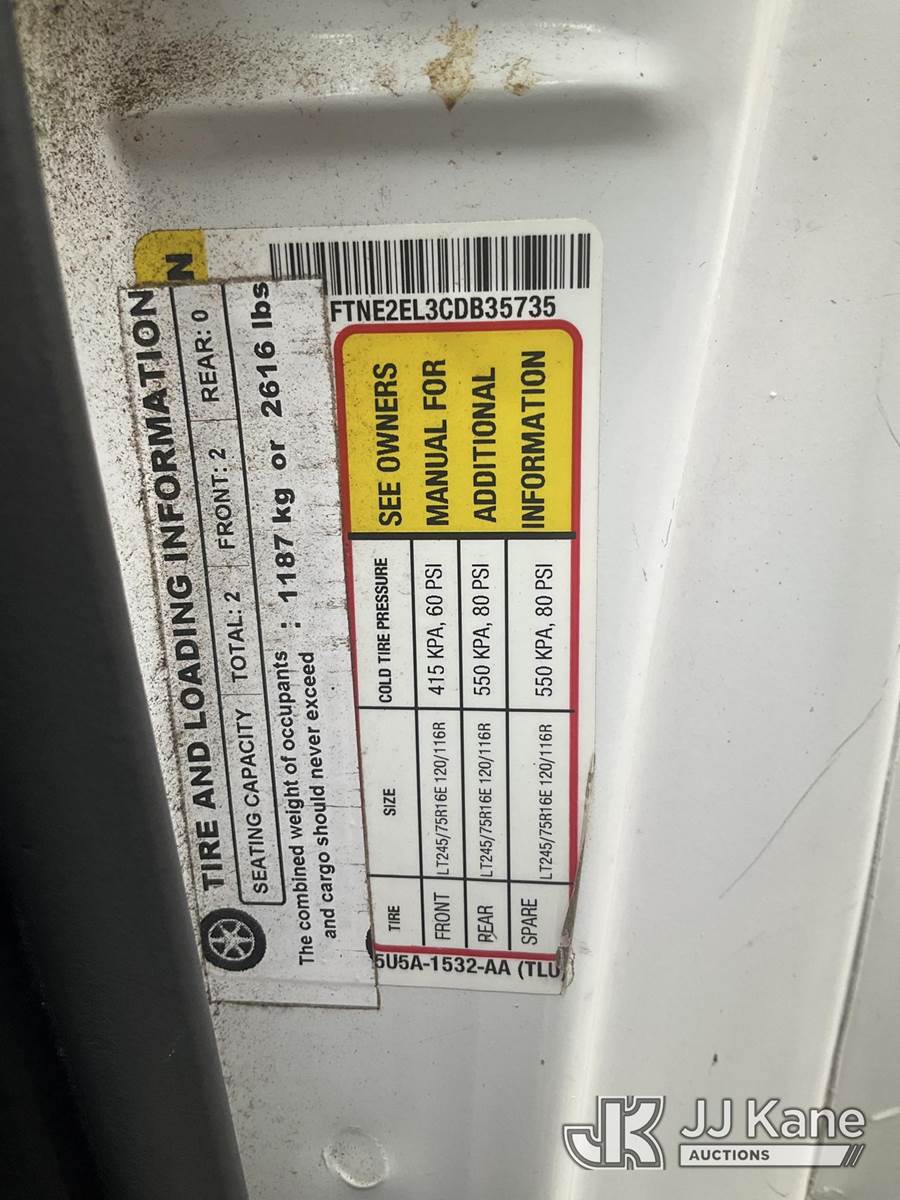 N
TIRE AND LOADING INFORMATION
SEATING CAPACITY TOTAL: 2 FRONT: 2 REAR: 0
The combined weight of occupants : 1187 kg or 2616 lbs
and cargo should never exceed
FTNE2EL3CDB35735
TIRE SIZE COLD TIRE PRESSURE
FRONT LT245/75R16E 120/116R 415 KPA, 60 PSI
REAR LT245/75R16E 120/116R 550 KPA, 80 PSI
SPARE LT245/75R16E 120/116R 550 KPA, 80 PSI
SEE OWNERS
MANUAL FOR
ADDITIONAL
INFORMATION
5U5A-1532-AA (TLU)
JK JJ Kane
AUCTIONS